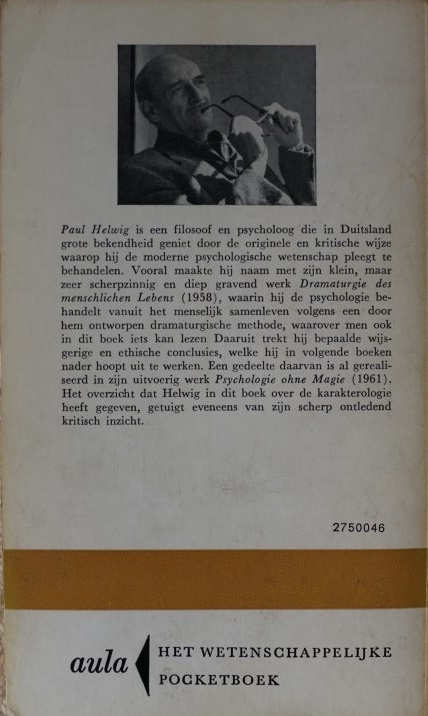 Paul Helwig is een filosoof en psycholoog die in Duitsland
grote bekendheid geniet door de originele en kritische wijze
waarop hij de moderne psychologische wetenschap pleegt te
behandelen. Vooral maakte hij naam met zijn klein, maar
zeer scherpzinnig en diep gravend werk Dramaturgie des
menschlichen Lebens (1958), waarin hij de psychologie be-
handelt vanuit het menselijk samenleven volgens een door
hem ontworpen dramaturgische methode, waarover men ook
in dit boek iets kan lezen Daaruit trekt hij bepaalde wijs-
gerige en ethische conclusies, welke hij in volgende boeken
nader hoopt uit te werken. Een gedeelte daarvan is al gereali-
seerd in zijn uitvoerig werk Psychologie ohne Magie (1961).
Het overzicht dat Helwig in dit boek over de karakterologie
heeft gegeven, getuigt eveneens van zijn scherp ontledend
kritisch inzicht.
2750046
aula
HET WETENSCHAPPELIJKE
POCKETBOEK